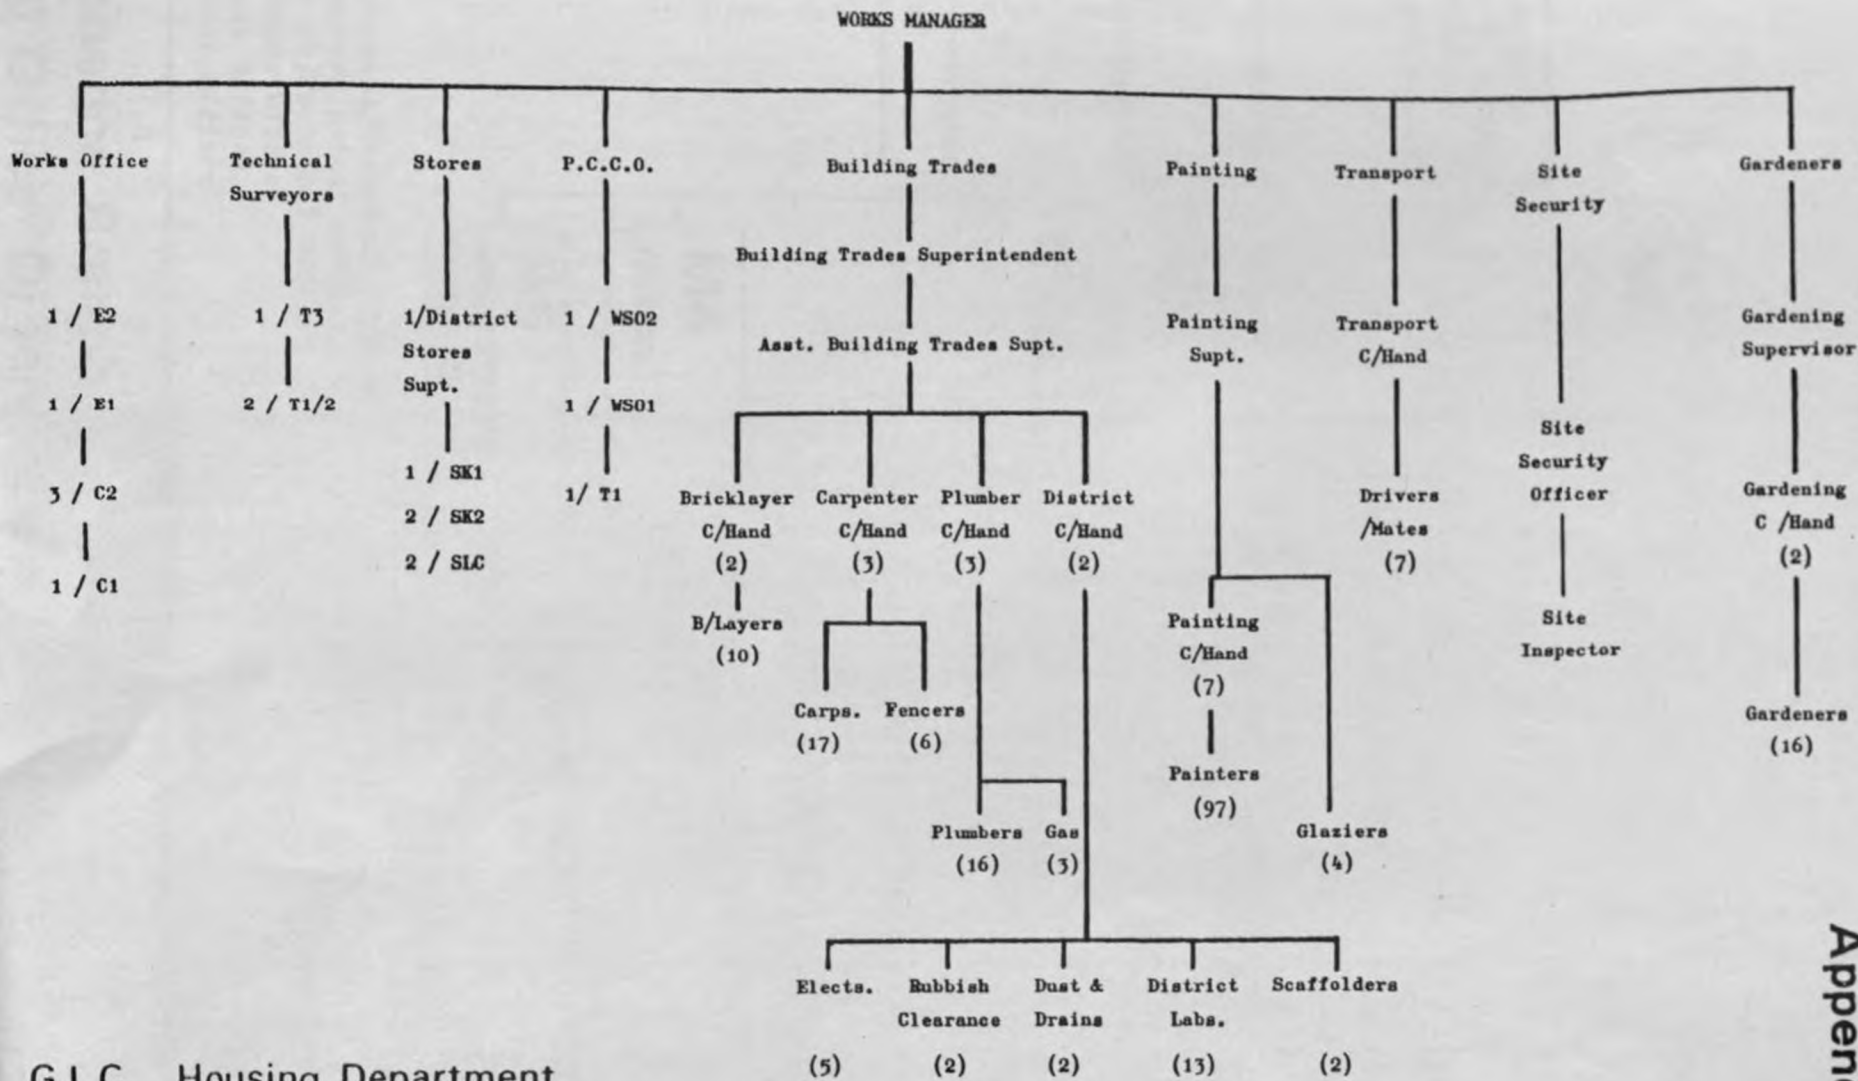 WORKS MANAGER
Works Office
1 / E2
1 / E1
3 / C2
1 / C1
Technical
Surveyors
1 / T3
2 / T1/2
Stores
1/District
Stores
Supt.
1 / SK1
2 / SK2
2 / SLC
P.C.C.O.
1 / WSO2
1 / WSO1
1/ T1
Building Trades
Building Trades Superintendent
Asst. Building Trades Supt.
Bricklayer
C/Hand
(2)
B/Layers
(10)
Carpenter
C/Hand
(3)
Carps.
(17)
Fencers
(6)
Plumber
C/Hand
(3)
Plumbers
(16)
Gas
(3)
District
C/Hand
(2)
Elects.
(5)
Rubbish
Clearance
(2)
Dust &
Drains
(2)
District
Labs.
(13)
Scaffolders
(2)
Painting
Painting
Supt.
Painting
C/Hand
(7)
Painters
(97)
Glaziers
(4)
Transport
Transport
C/Hand
Drivers
/Mates
(7)
Site
Security
Site
Security
Officer
Site
Inspector
Gardeners
Gardening
Supervisor
Gardening
C /Hand
(2)
Gardeners
(16)
G.L.C. Housing Department